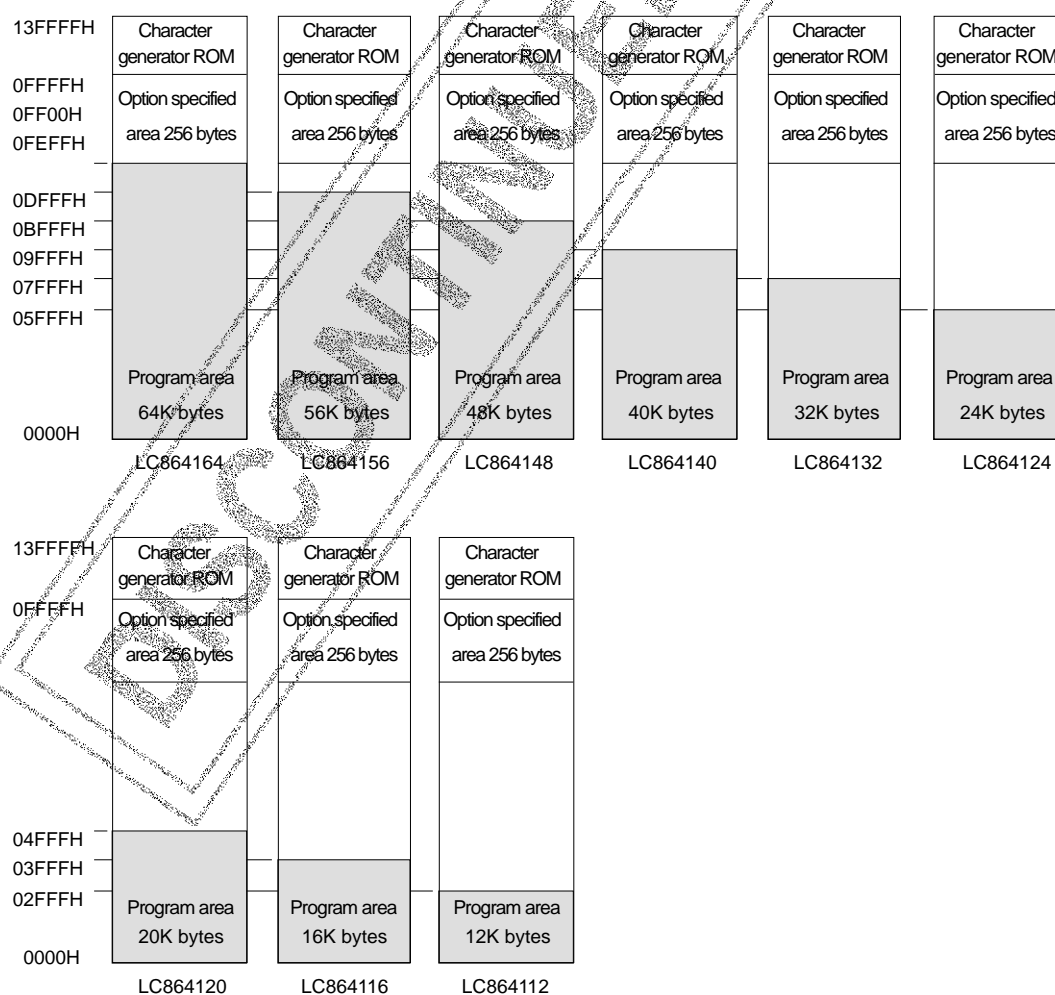 13FFFFH
0FFFFH
0FF00H
0FEFFH
0DFFFH
0BFFFH
09FFFH
07FFFH
05FFFH
0000H
Character
generator ROM
Option specified
area 256 bytes
Program area
64K bytes
LC864164
Character
generator ROM
Option specified
area 256 bytes
Program area
56K bytes
LC864156
Character
generator ROM
Option specified
area 256 bytes
Program area
48K bytes
LC864148
Character
generator ROM
Option specified
area 256 bytes
Program area
40K bytes
LC864140
Character
generator ROM
Option specified
area 256 bytes
Program area
32K bytes
LC864132
Character
generator ROM
Option specified
area 256 bytes
Program area
24K bytes
LC864124
13FFFFH
0FFFFH
04FFFH
03FFFH
02FFFH
0000H
Character
generator ROM
Option specified
area 256 bytes
Program area
20K bytes
LC864120
Character
generator ROM
Option specified
area 256 bytes
Program area
16K bytes
LC864116
Character
generator ROM
Option specified
area 256 bytes
Program area
12K bytes
LC864112
DISCONTINUE